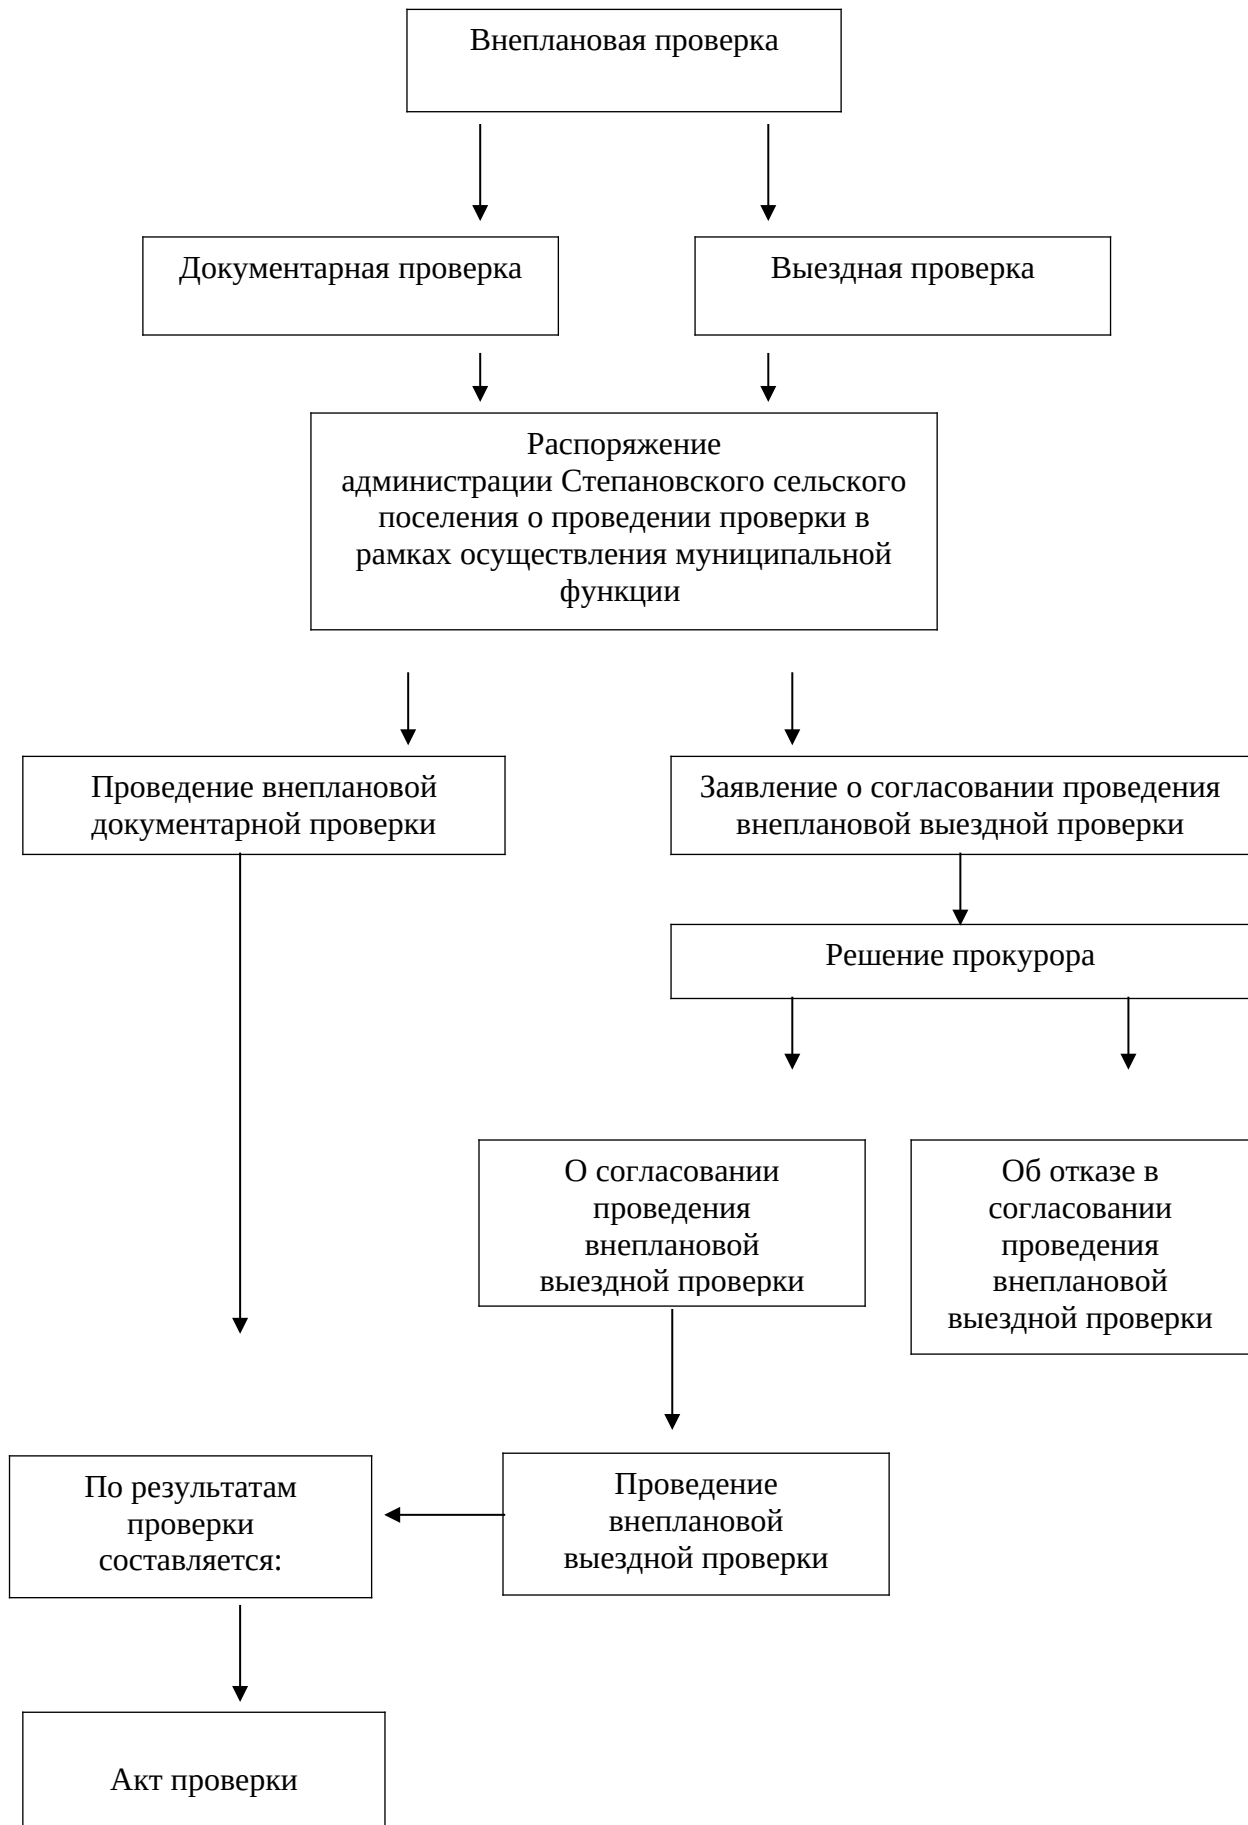 Внеплановая проверка
Документарная проверка
Выездная проверка
Распоряжение
администрации Степановского сельского
поселения о проведении проверки в
рамках осуществления муниципальной
функции
Проведение внеплановой
документарной проверки
Заявление о согласовании проведения
внеплановой выездной проверки
Решение прокурора
О согласовании
проведения
внеплановой
выездной проверки
Об отказе в
согласовании
проведения
внеплановой
выездной проверки
По результатам
проверки
составляется:
Проведение
внеплановой
выездной проверки
Акт проверки